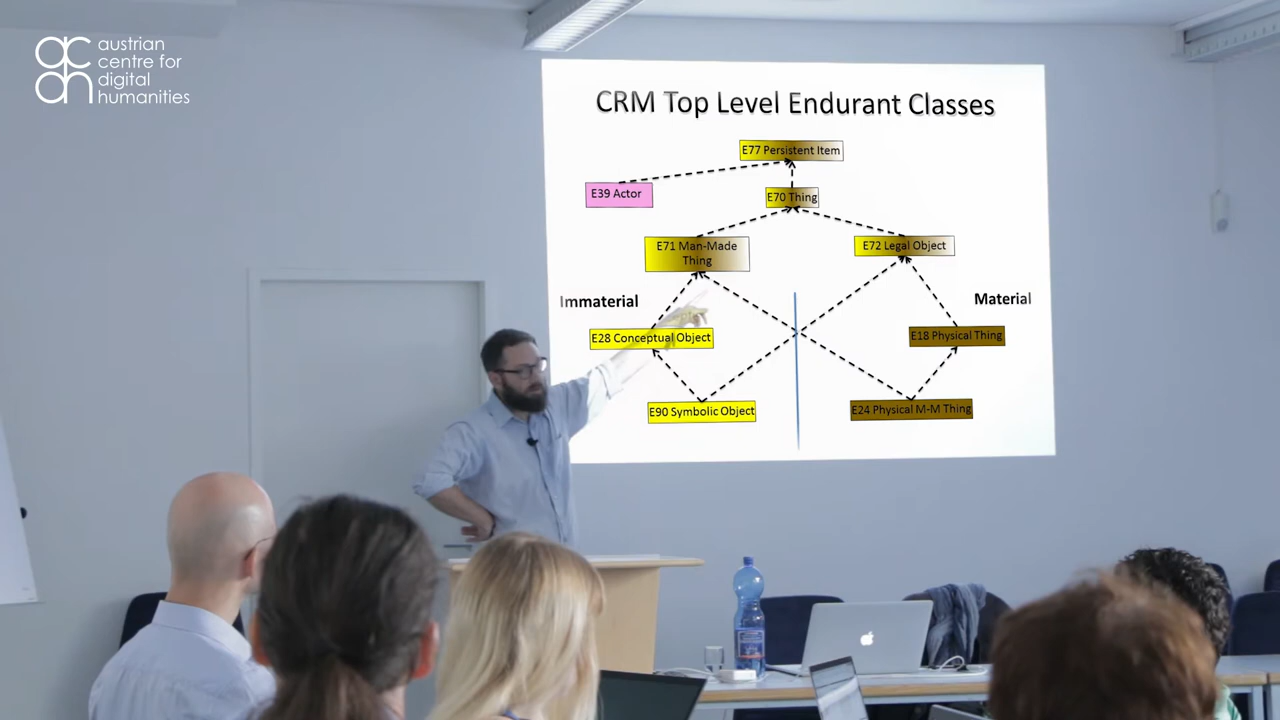 austrian
centre for
digital
humanities
CRM Top Level Endurant Classes
E77 Persistent Item
E39 Actor
E70 Thing
E71 Man-Made
Thing
E72 Legal Object
Immaterial
Material
E28 Conceptual Object
E18 Physical Thing
E90 Symbolic Object
E24 Physical M-M Thing